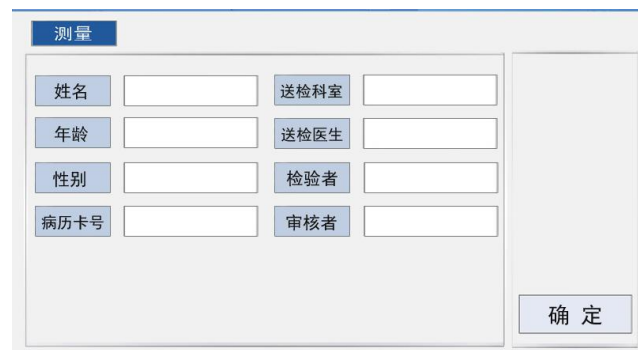 测量
姓名 送检科室
年龄 送检医生
性别 检验者
病历卡号 审核者
确 定